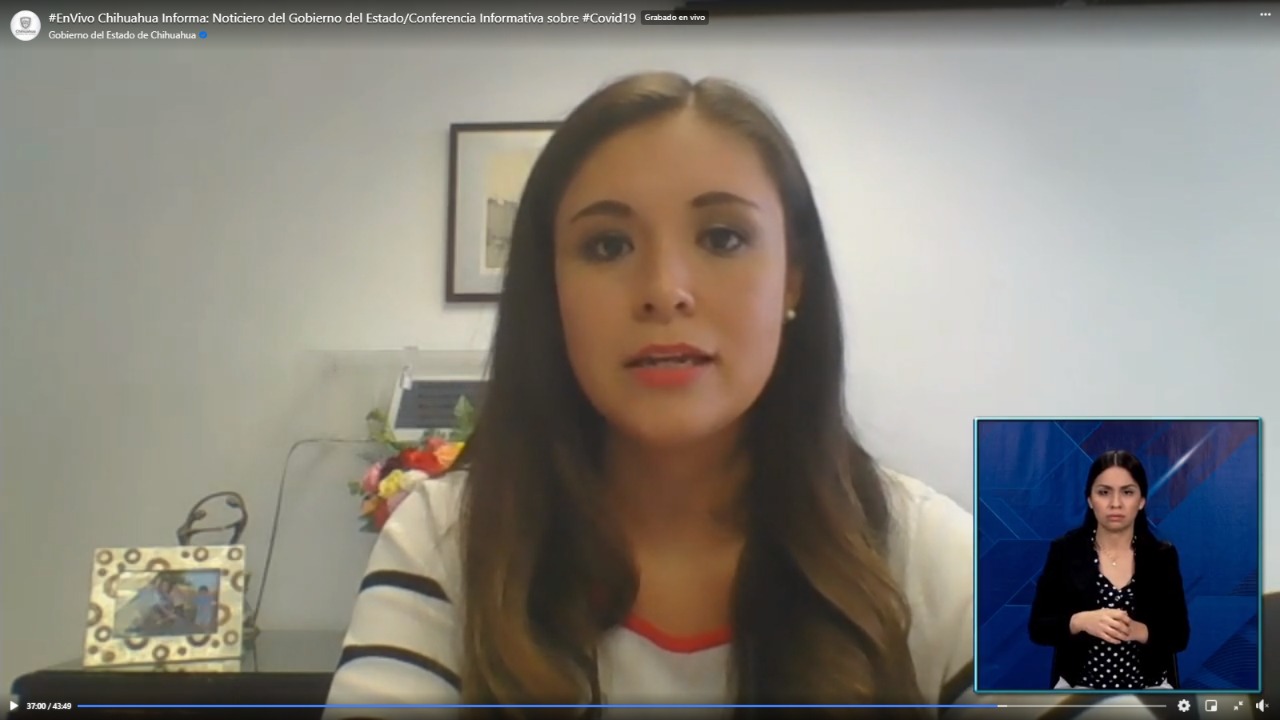 #EnVivo Chihuahua Informa: Noticiero del Gobierno del Estado/Conferencia Informativa sobre #Covid19 Grabado en vivo
Gobierno del Estado de Chihuahua
37:00 / 43:49